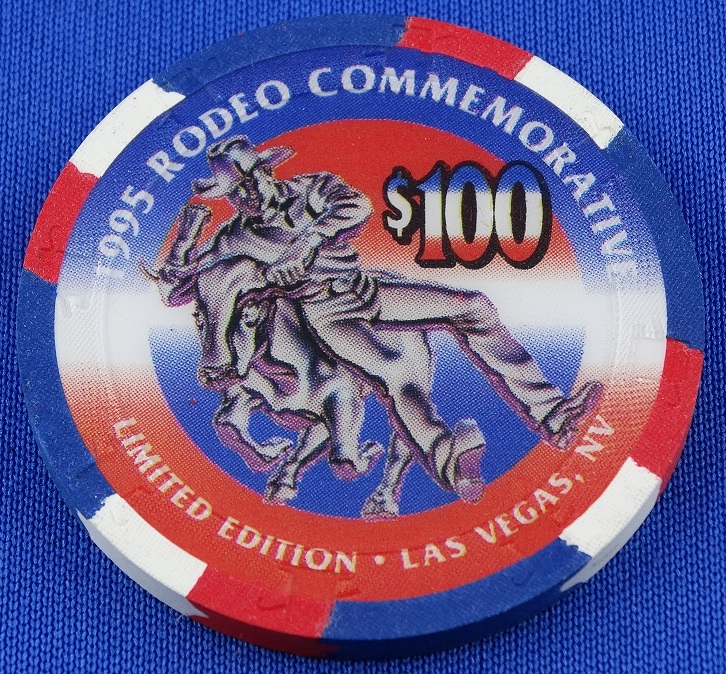 1995 RODEO COMMEMORATIVE
$100
LIMITED EDITION • LAS VEGAS, NV